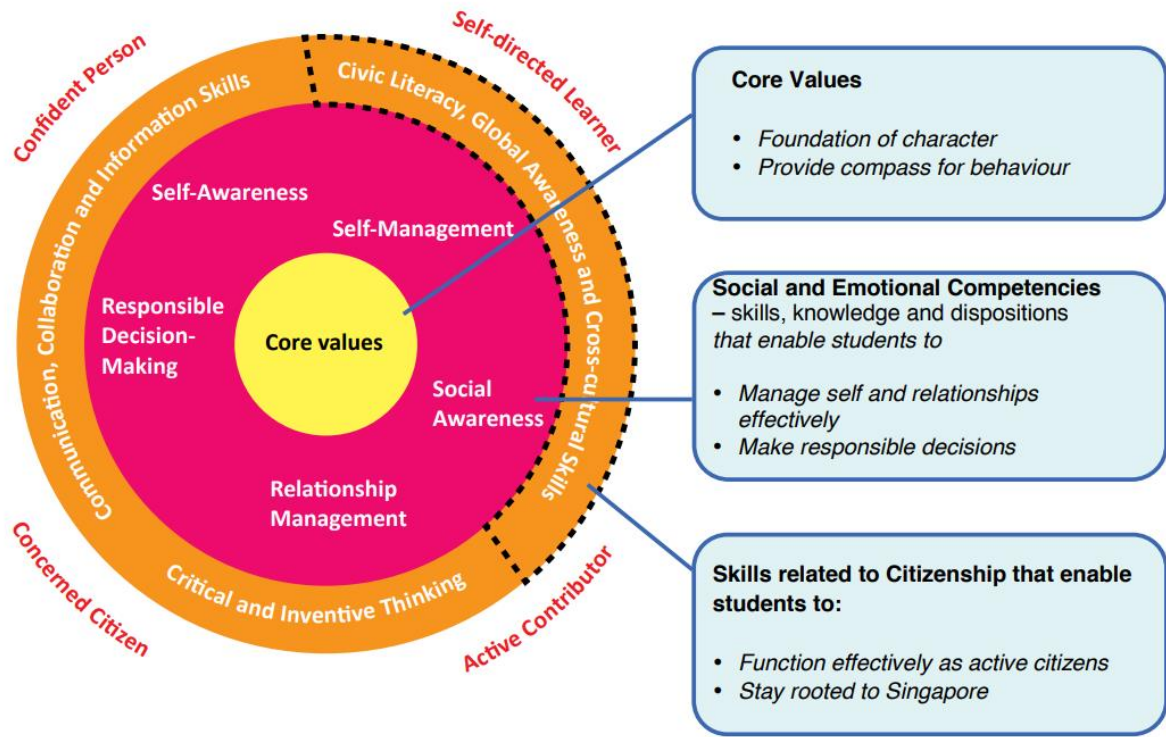 Confident Person
Self-directed Learner
Communication, Collaboration and Information Skills
Civic Literacy, Global Awareness and Cross-cultural Skills
Critical and Inventive Thinking
Self-Awareness
Self-Management
Responsible
Decision-
Making
Core values
Social
Awareness
Relationship
Management
Concerned Citizen
Active Contributor
Core Values
• Foundation of character
• Provide compass for behaviour
Social and Emotional Competencies
– skills, knowledge and dispositions
that enable students to
• Manage self and relationships
effectively
• Make responsible decisions
Skills related to Citizenship that enable
students to:
• Function effectively as active citizens
• Stay rooted to Singapore